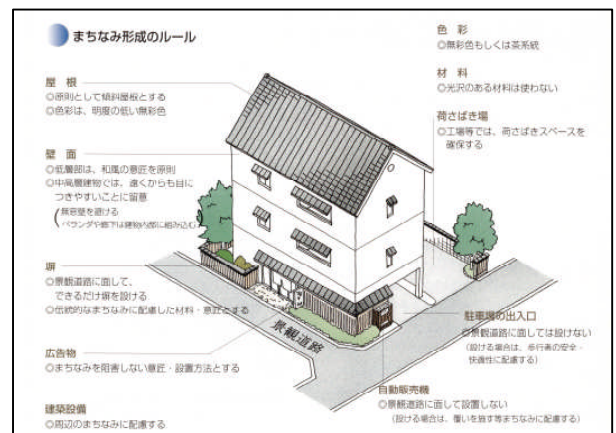 まちなみ形成のルール
屋 根
◎原則として傾斜屋根とする
◎色彩は、明度の低い無彩色
壁 面
◎低層部は、和風の意匠を原則
◎中高層建物では、遠くからも目に
つきやすいことに留意
(無窓壁を避ける
ベランダや廊下は建物内部に組み込む)
塀
◎景観道路に面して、
できるだけ塀を設ける
◎伝統的なまちなみに配慮した材料・意匠とする
広告物
◎まちなみを阻害しない意匠・設置方法とする
建築設備
◎周辺のまちなみに配慮する
景観道路
色 彩
◎無彩色もしくは茶系統
材 料
◎光沢のある材料は使わない
荷さばき場
◎工場等では、荷さばきスペースを
確保する
駐車場の出入口
◎景観道路に面しては設けない
(設ける場合は、歩行者の安全・
快適性に配慮する)
自動販売機
◎景観道路に面して設置しない
(設ける場合は、覆いを施す等まちなみに配慮する)